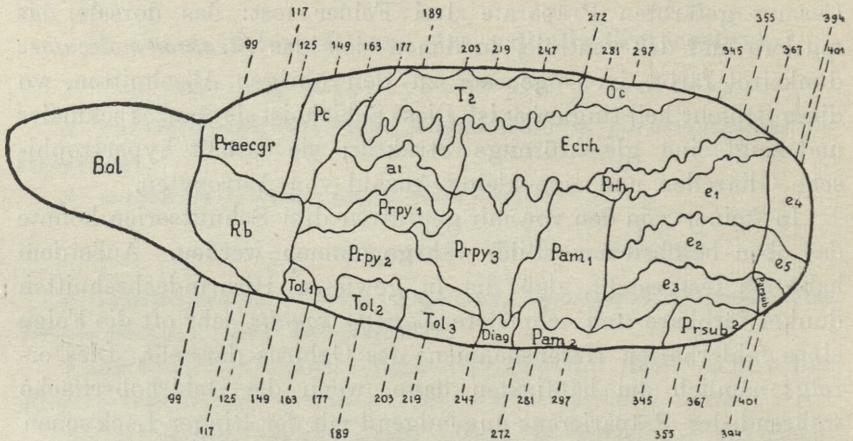 117 189 272 355 394
99 125 149 163 177 203 219 247 281 297 345 367 401
T2 Oc
Pc
Bol Praecgr Ecrh
a1
Prh e1 e4
Prpy1
Rb e2
Prpy2 Prpy3 Pam1 e5
Tol1 e3 Parsub
Tol2 Tol3 Diag Pam2 Prsub2
99 125 149 163 177 203 219 247 281 297 345 367 401
117 189 272 355 394